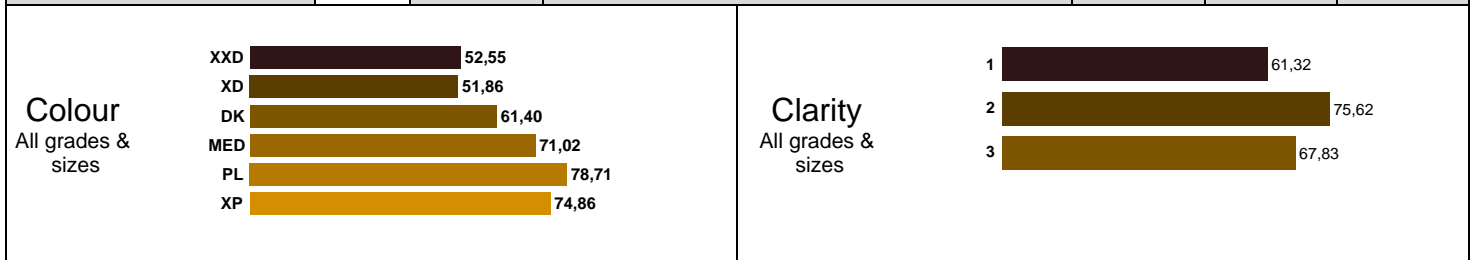 Colour
All grades &
sizes
XXD 52,55
XD 51,86
DK 61,40
MED 71,02
PL 78,71
XP 74,86
Clarity
All grades &
sizes
1 61,32
2 75,62
3 67,83